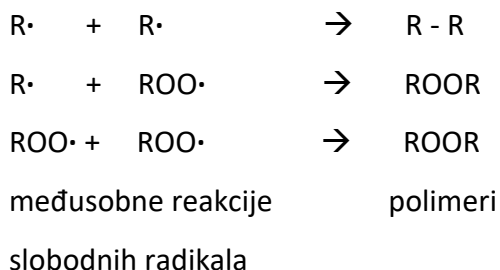 R• + R• → R - R
R• + ROO• → ROOR
ROO• + ROO• → ROOR
međusobne reakcije polimeri
slobodnih radikala